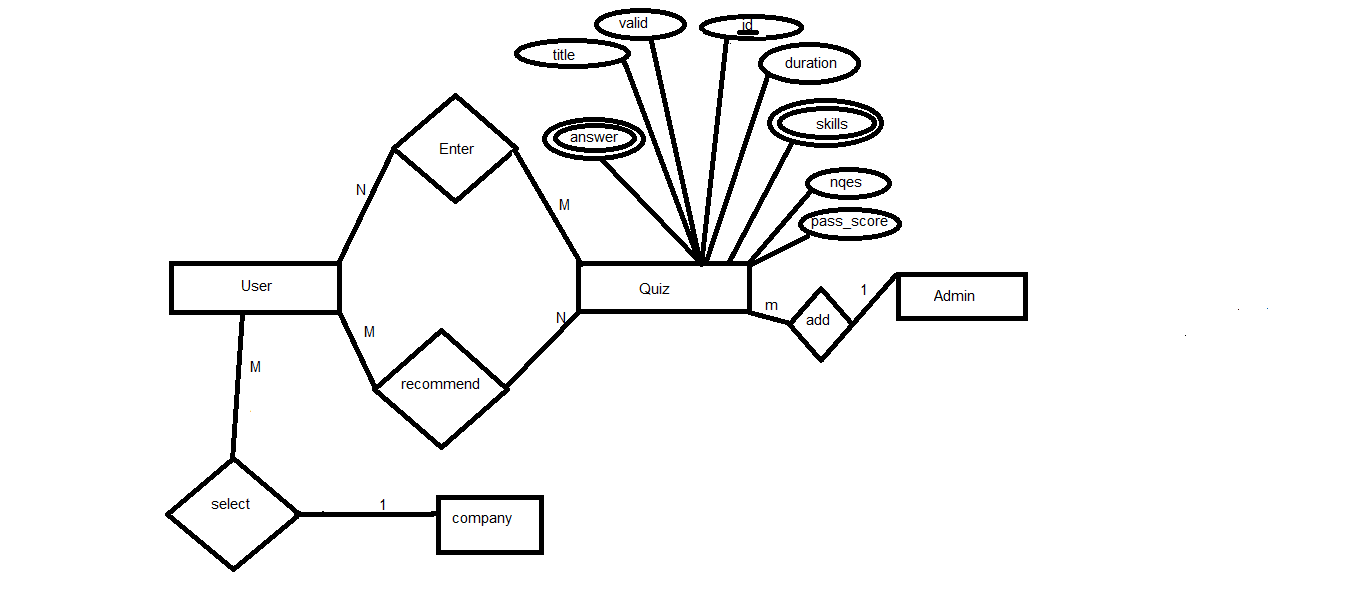 valid
id
title
duration
skills
answer
Enter
nqes
N
M
pass_score
User
Quiz
Admin
1
m
N
add
M
M
recommend
select
1
company